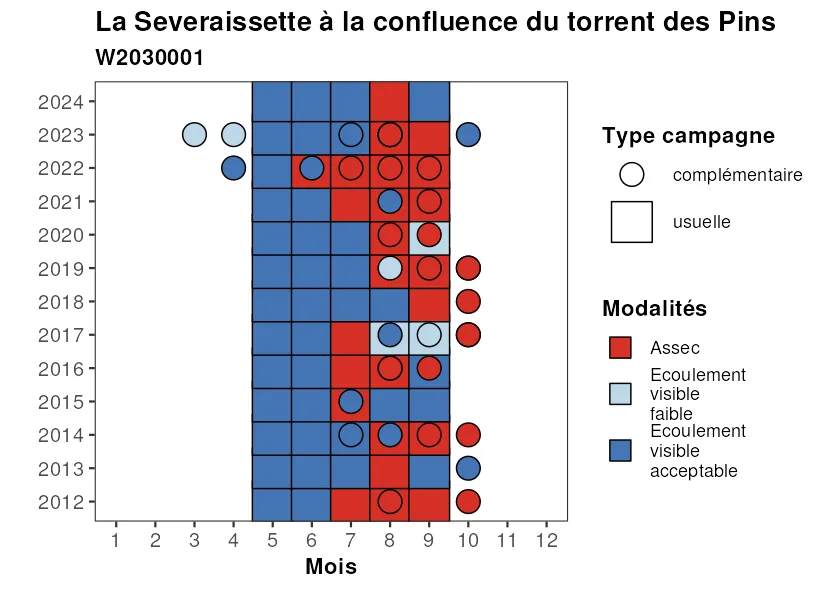 La Severaissette à la confluence du torrent des Pins
W2030001
2024
2023
2022
2021
2020
2019
2018
2017
2016
2015
2014
2013
2012
1 2 3 4 5 6 7 8 9 10 11 12
Mois
Type campagne
complémentaire
usuelle
Modalités
Assec
Ecoulement
visible
faible
Ecoulement
visible
acceptable